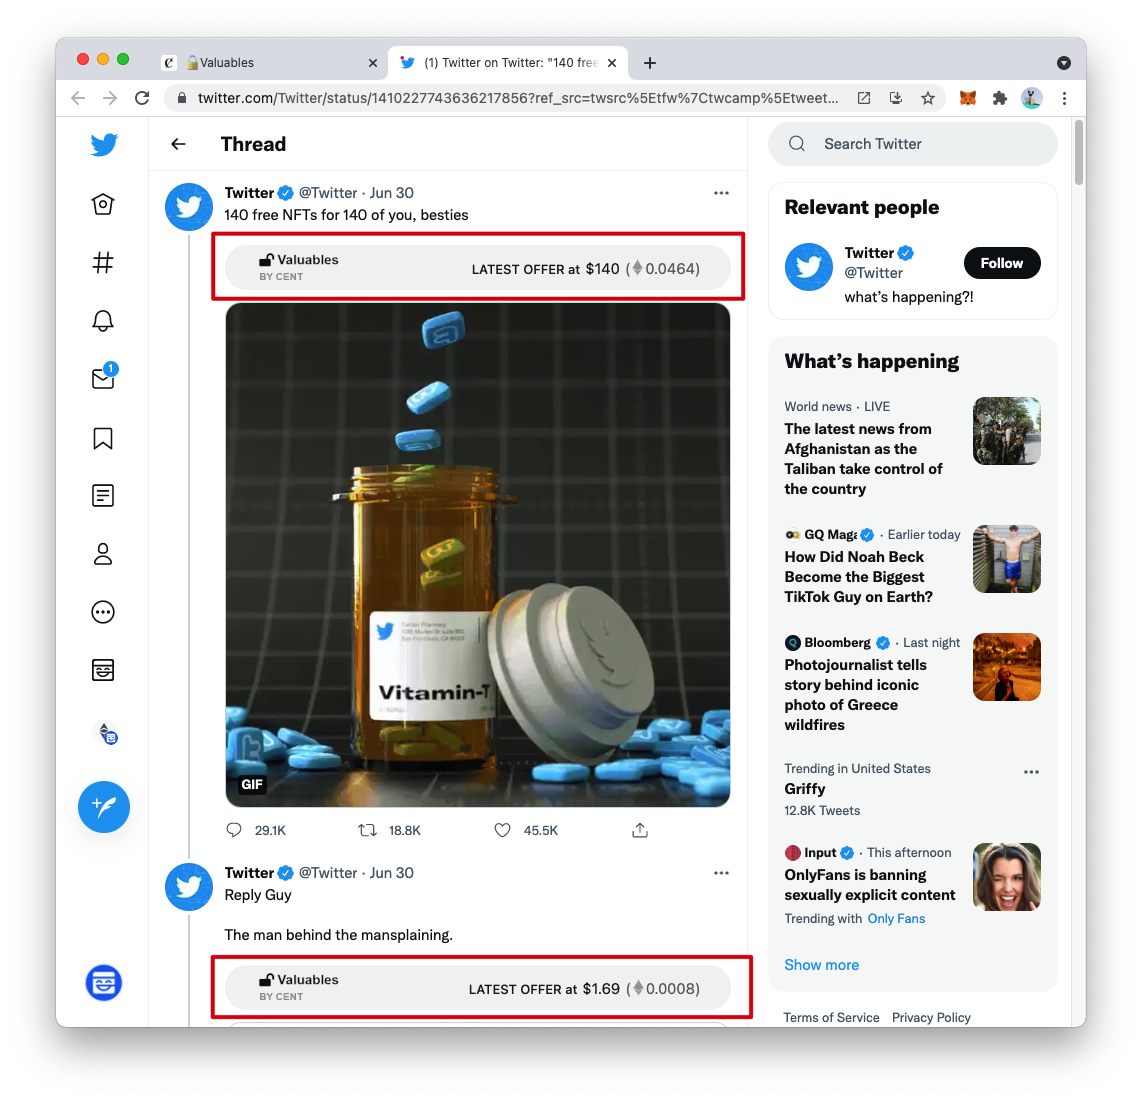 Valuables
(1) Twitter on Twitter: "140 free
twitter.com/Twitter/status/1410227743636217856?ref_src=twsrc%5Etfw%7Ctwcamp%5Etweet...
Thread
Search Twitter
Twitter @Twitter · Jun 30
140 free NFTs for 140 of you, besties
Valuables
BY CENT
LATEST OFFER at $140 (0.0464)
Vitamin-T
GIF
29.1K
18.8K
45.5K
Twitter @Twitter · Jun 30
Reply Guy
The man behind the mansplaining.
Valuables
BY CENT
LATEST OFFER at $1.69 (0.0008)
1
Relevant people
Twitter
@Twitter
Follow
what's happening?!
What's happening
World news · LIVE
The latest news from
Afghanistan as the
Taliban take control of
the country
GQ Maga · Earlier today
How Did Noah Beck
Become the Biggest
TikTok Guy on Earth?
Bloomberg · Last night
Photojournalist tells
story behind iconic
photo of Greece
wildfires
Trending in United States
Griffy
12.8K Tweets
Input · This afternoon
OnlyFans is banning
sexually explicit content
Trending with Only Fans
Show more
Terms of Service Privacy Policy